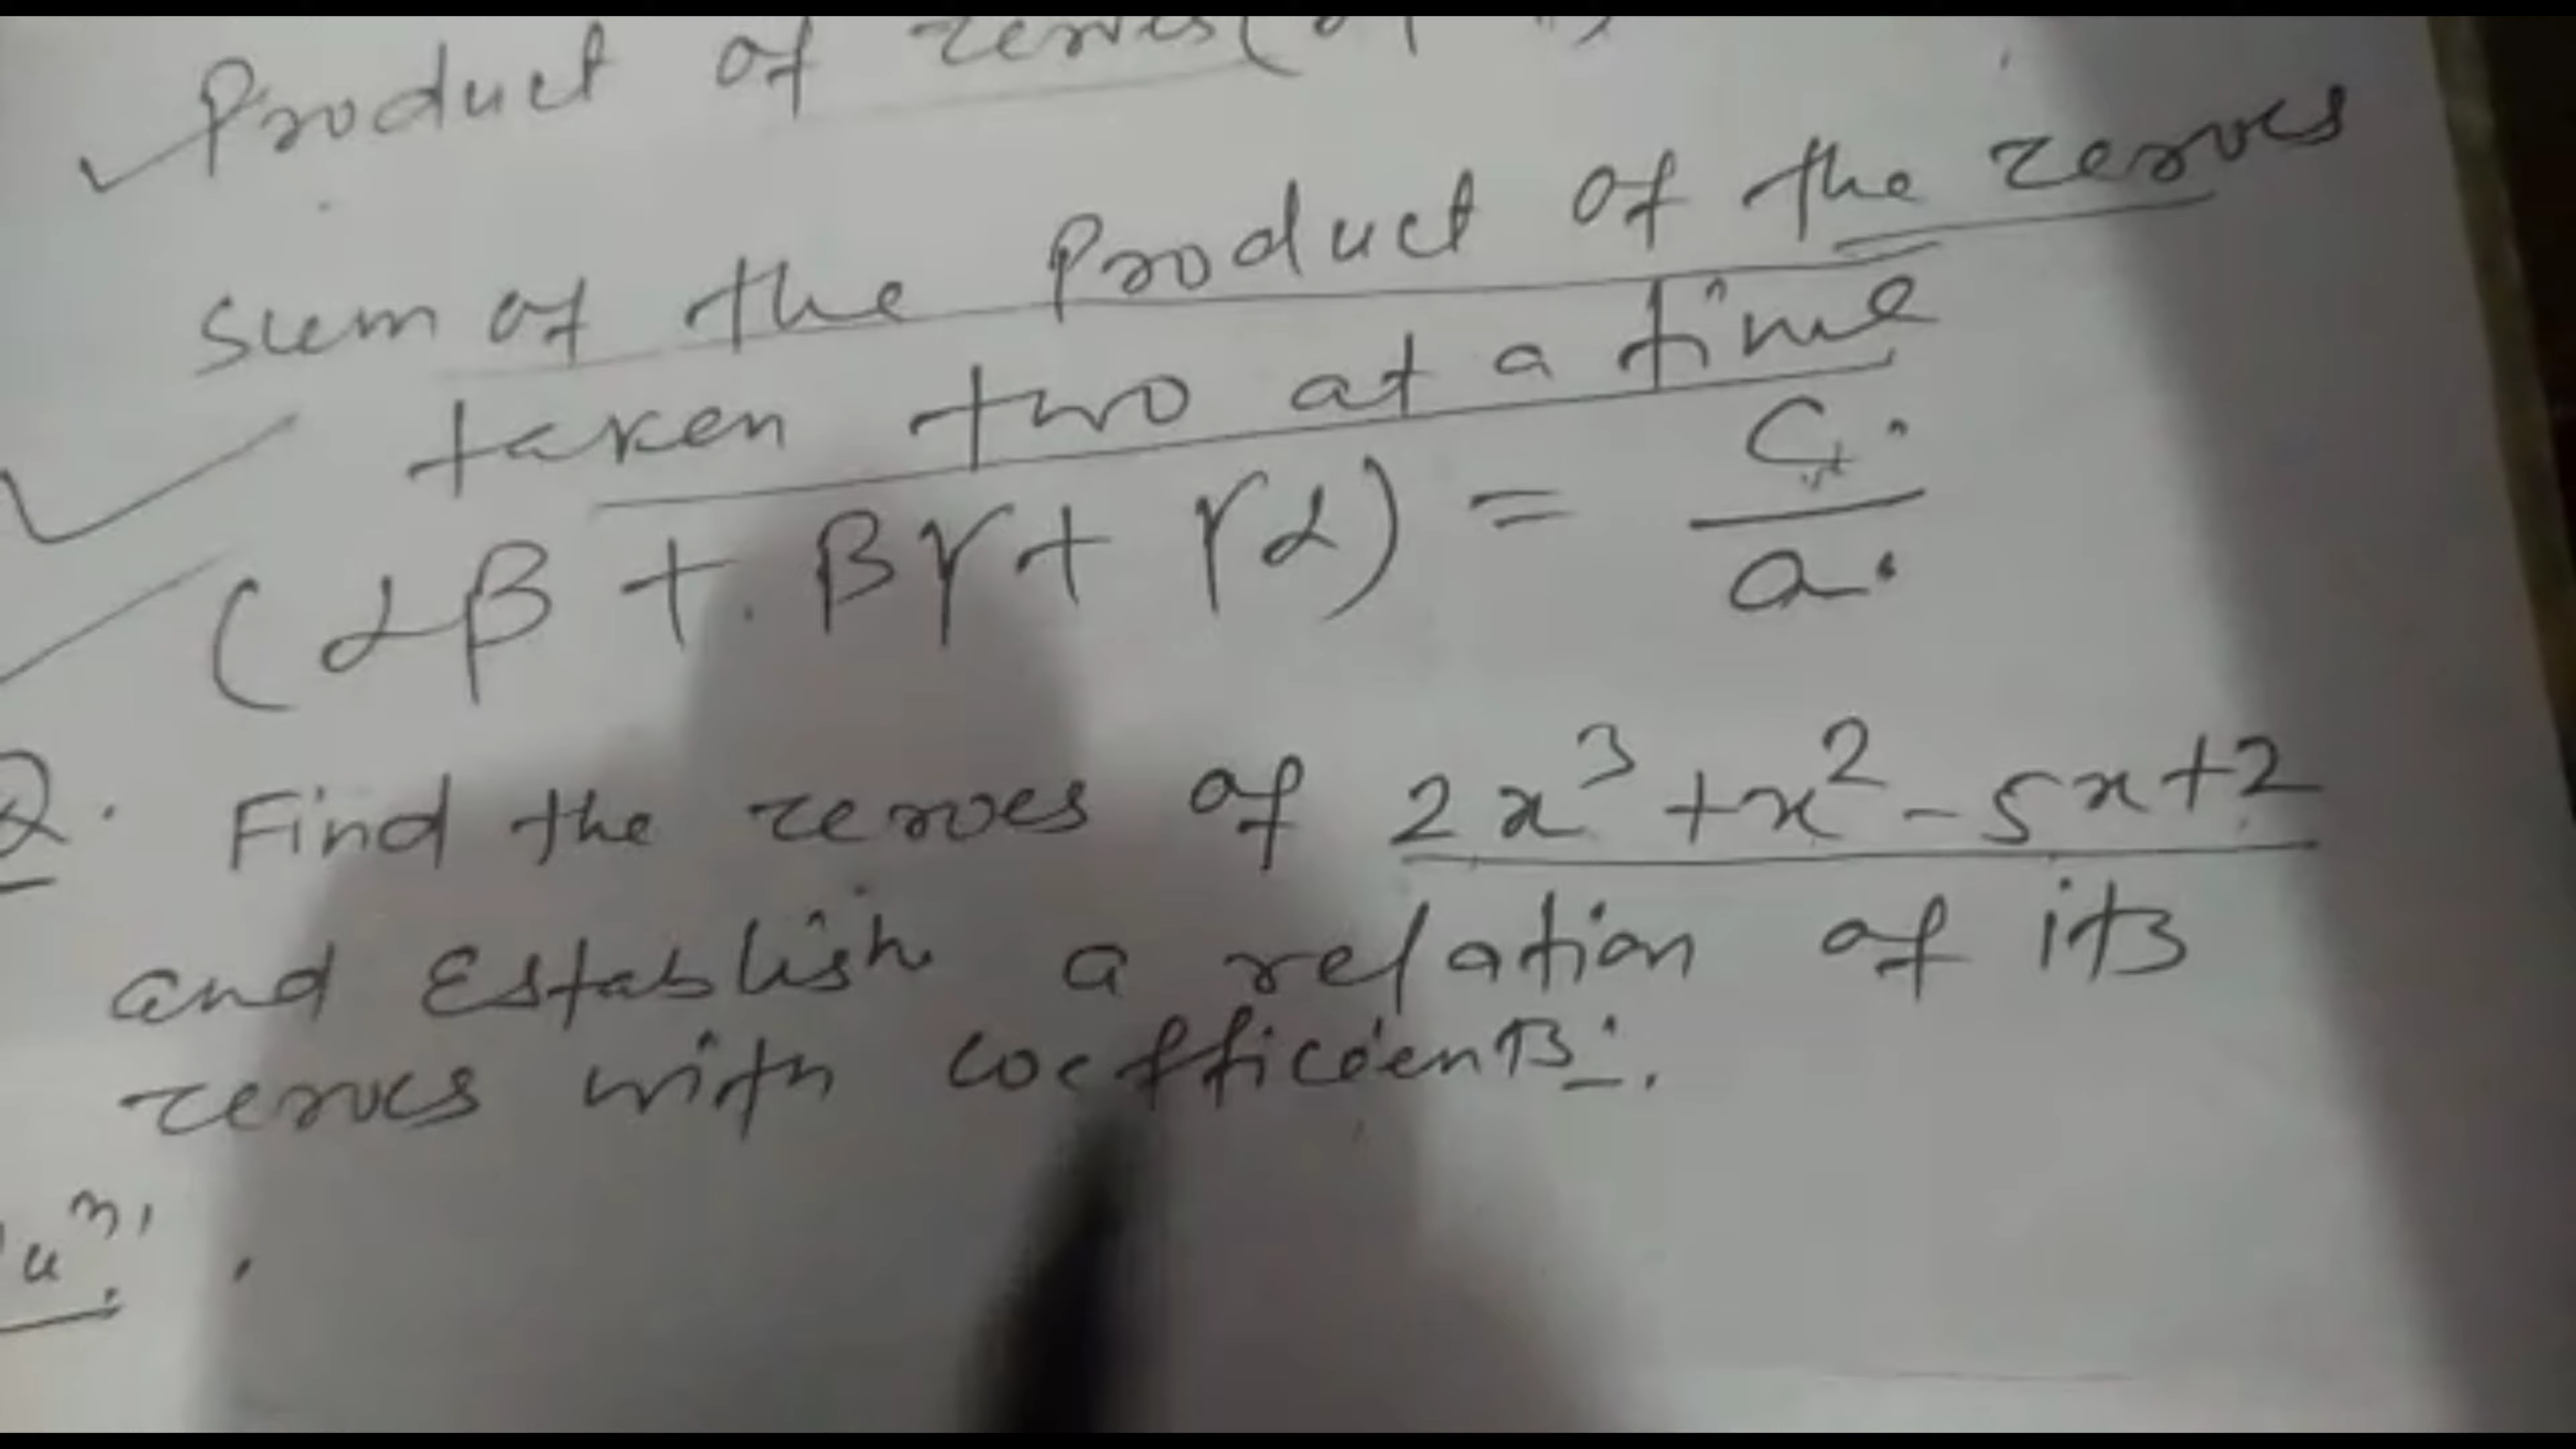 Product of zeroes(
Sum of the Product of the zeroes
taken two at a time
(αβ + βγ + γα) = c/a
Q. Find the zeroes of 2x³+x²-5x+2
and Establish a relation of its
zeroes with coefficients.